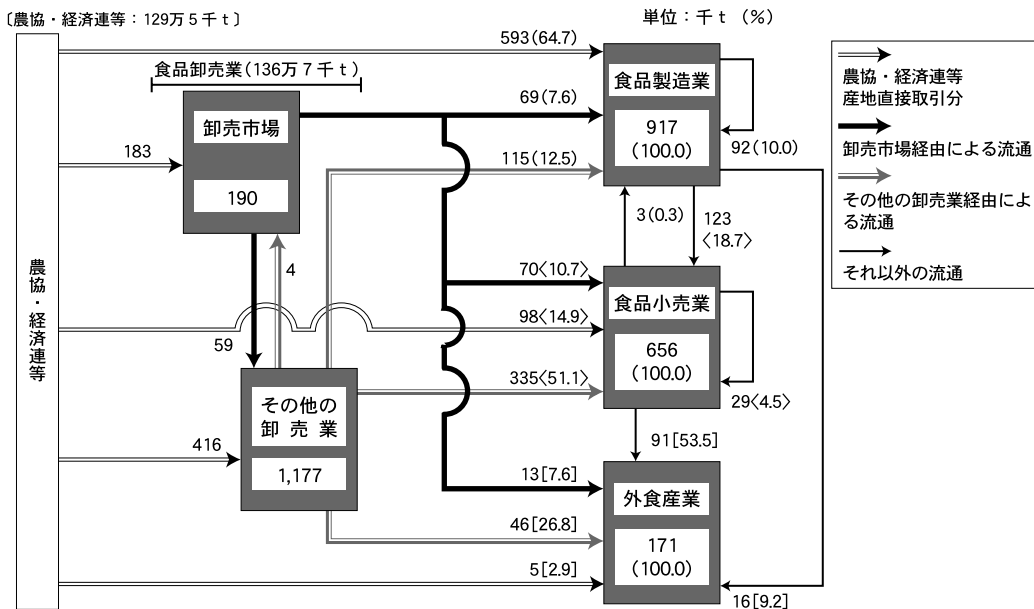 〔農協・経済連等：129万5千t〕
単位：千t（%）
593(64.7)
食品卸売業(136万7千t)
卸売市場
190
183
69(7.6)
115(12.5)
食品製造業
917
(100.0)
92(10.0)
3(0.3)
123
〈18.7〉
4
59
農協・経済連等
70〈10.7〉
98〈14.9〉
335〈51.1〉
食品小売業
656
(100.0)
29〈4.5〉
91[53.5]
416
その他の
卸売業
1,177
13[7.6]
46[26.8]
5[2.9]
外食産業
171
(100.0)
16[9.2]
農協・経済連等
産地直接取引分
卸売市場経由による流通
その他の卸売業経由によ
る流通
それ以外の流通